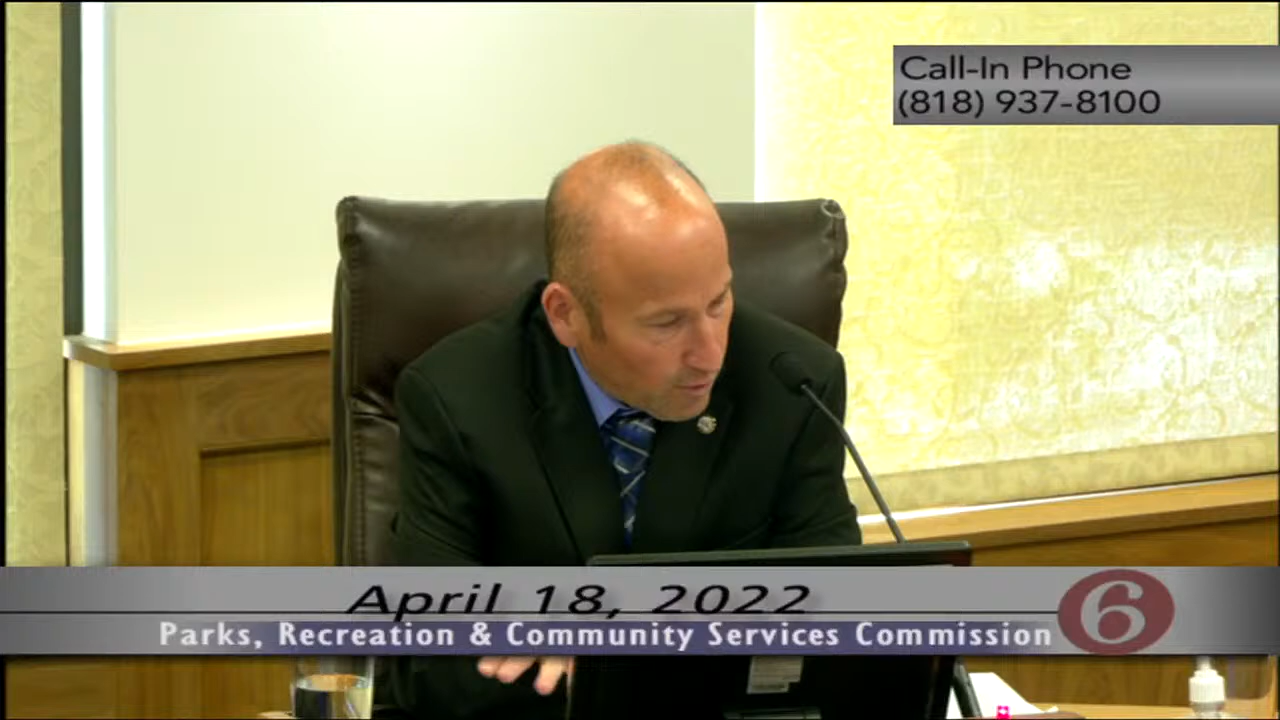 Call-In Phone
(818) 937-8100
April 18, 2022
Parks, Recreation & Community Services Commission
6